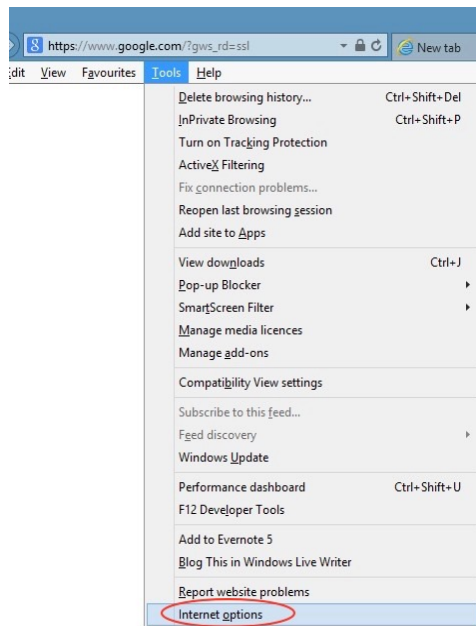 https://www.google.com/?gws_rd=ssl
New tab
View Favourites Tools Help
Delete browsing history... Ctrl+Shift+Del
InPrivate Browsing Ctrl+Shift+P
Turn on Tracking Protection
ActiveX Filtering
Fix connection problems...
Reopen last browsing session
Add site to Apps
View downloads Ctrl+J
Pop-up Blocker
SmartScreen Filter
Manage media licences
Manage add-ons
Compatibility View settings
Subscribe to this feed...
Feed discovery
Windows Update
Performance dashboard Ctrl+Shift+U
F12 Developer Tools
Add to Evernote 5
Blog This in Windows Live Writer
Report website problems
Internet options